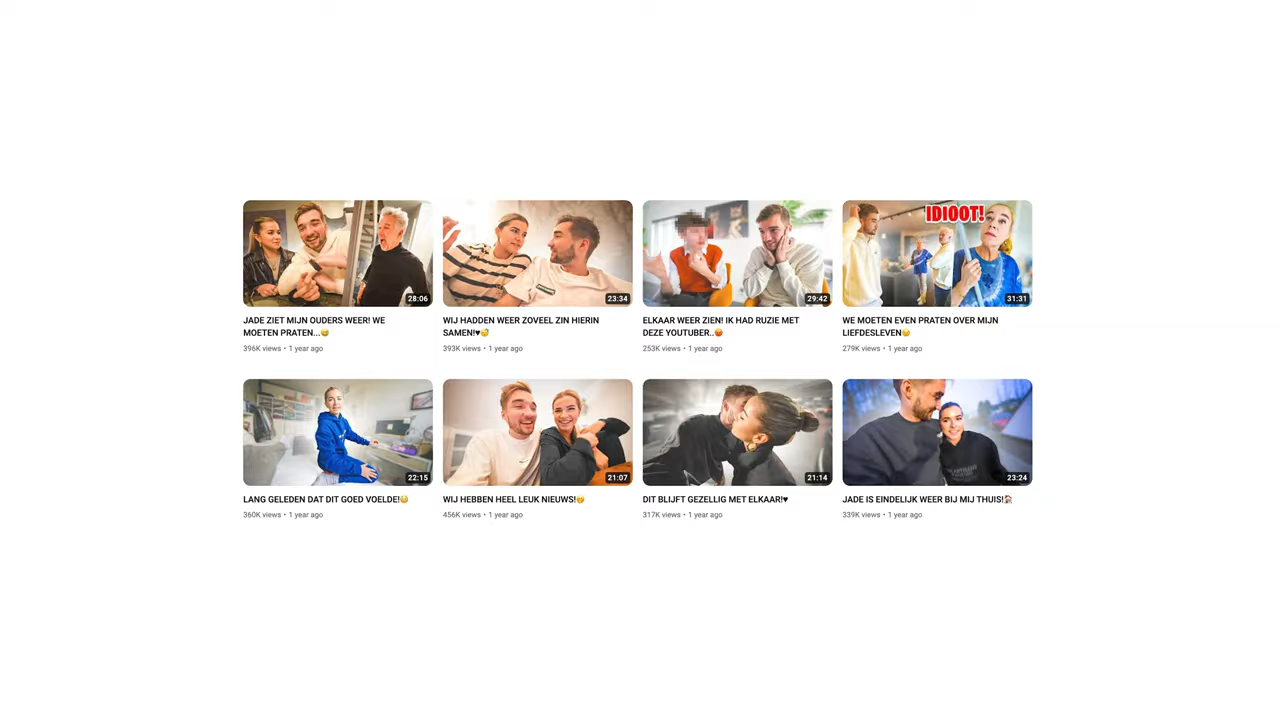 IDIOOT!
28:06
23:34
29:42
31:31
JADE ZIET MIJN OUDERS WEER! WE
MOETEN PRATEN...😅
396K views • 1 year ago
WIJ HADDEN WEER ZOVEEL ZIN HIERIN
SAMEN!♥🥳
393K views • 1 year ago
ELKAAR WEER ZIEN! IK HAD RUZIE MET
DEZE YOUTUBER..😡
253K views • 1 year ago
WE MOETEN EVEN PRATEN OVER MIJN
LIEFDESLEVEN😔
279K views • 1 year ago
22:15
21:07
21:14
23:24
LANG GELEDEN DAT DIT GOED VOELDE!😳
360K views • 1 year ago
WIJ HEBBEN HEEL LEUK NIEUWS!🥳
456K views • 1 year ago
DIT BLIJFT GEZELLIG MET ELKAAR!♥
317K views • 1 year ago
JADE IS EINDELIJK WEER BIJ MIJ THUIS!🏠
339K views • 1 year ago